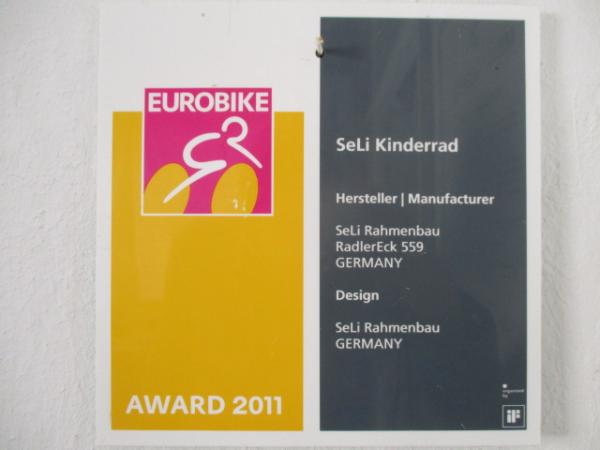 EUROBIKE
AWARD 2011
SeLi Kinderrad
Hersteller | Manufacturer
SeLi Rahmenbau
RadlerEck 559
GERMANY
Design
SeLi Rahmenbau
GERMANY
organized
by
iF